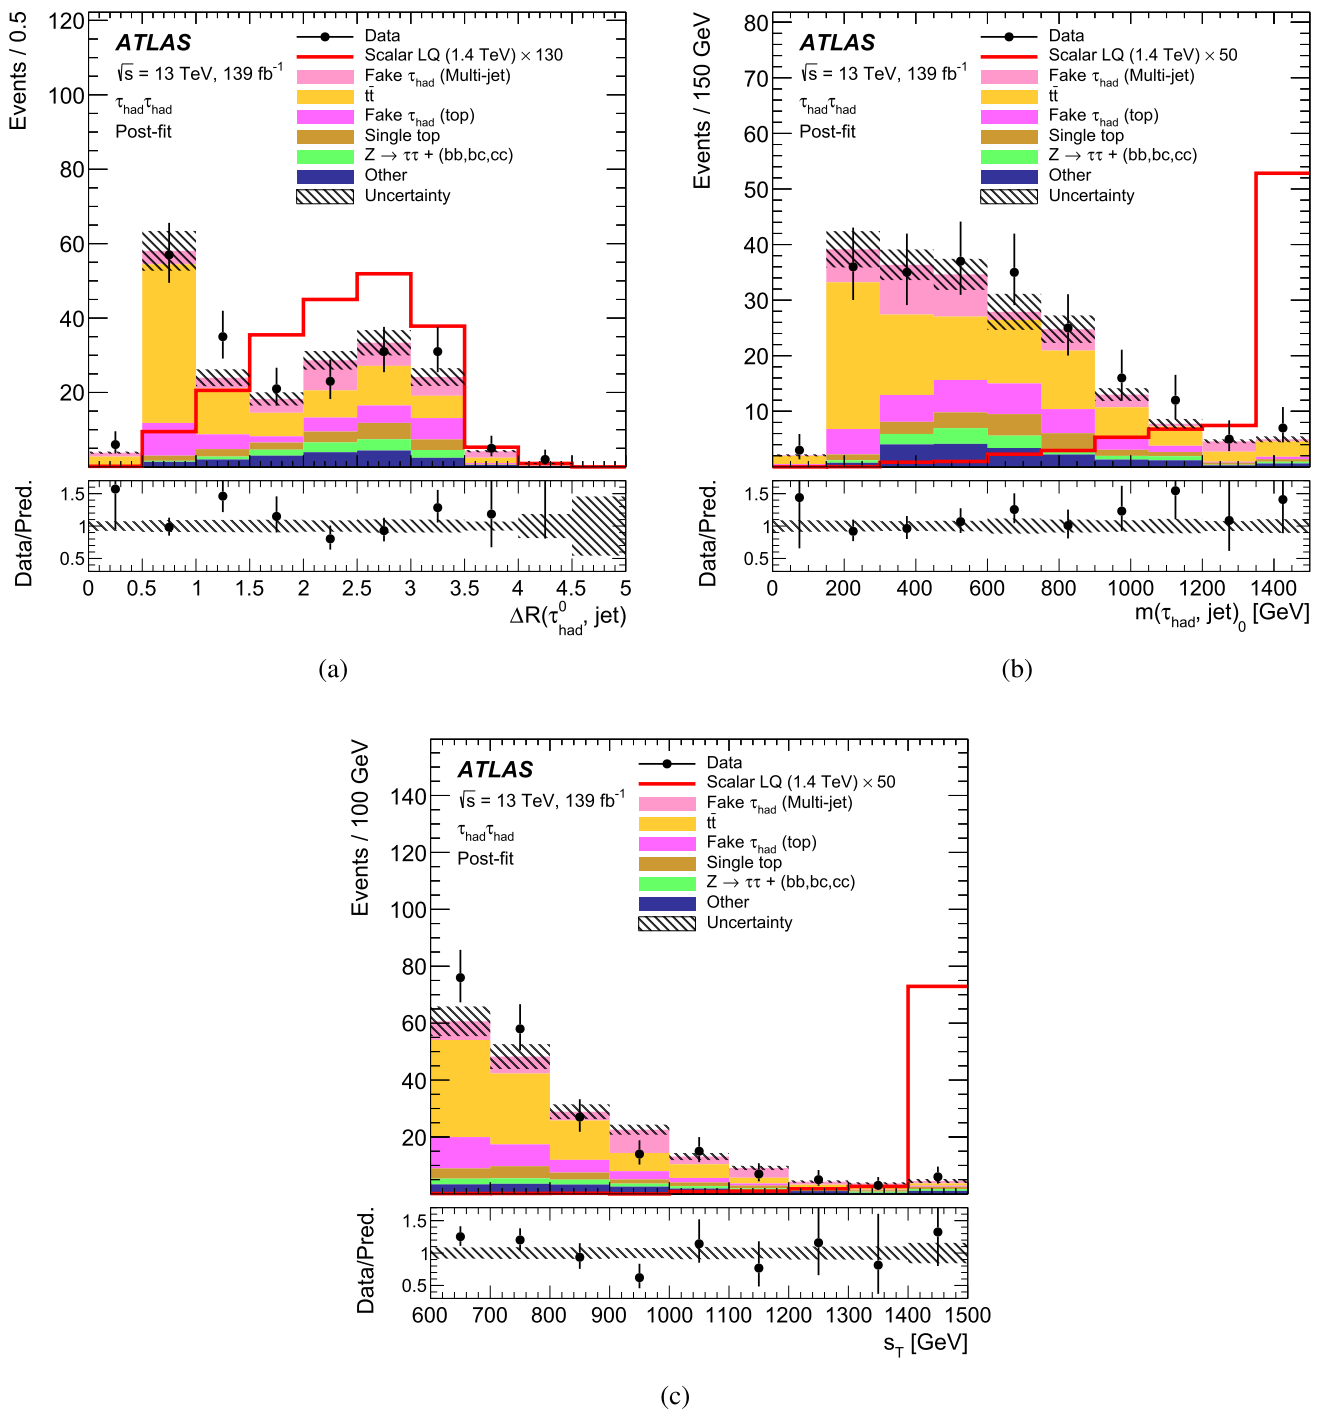 Events / 0.5
120
100
80
60
40
20
ATLAS
√s = 13 TeV, 139 fb⁻¹
τhadτhad
Post-fit
Data
Scalar LQ (1.4 TeV) × 130
Fake τhad (Multi-jet)
tt̄
Fake τhad (top)
Single top
Z → ττ + (bb,bc,cc)
Other
Uncertainty
Data/Pred.
1.5
1
0.5
0 0.5 1 1.5 2 2.5 3 3.5 4 4.5 5
ΔR(τ⁰had, jet)
(a)
Events / 150 GeV
80
70
60
50
40
30
20
10
ATLAS
√s = 13 TeV, 139 fb⁻¹
τhadτhad
Post-fit
Data
Scalar LQ (1.4 TeV) × 50
Fake τhad (Multi-jet)
tt̄
Fake τhad (top)
Single top
Z → ττ + (bb,bc,cc)
Other
Uncertainty
Data/Pred.
1.5
1
0.5
0 200 400 600 800 1000 1200 1400
m(τhad, jet)₀ [GeV]
(b)
Events / 100 GeV
140
120
100
80
60
40
20
ATLAS
√s = 13 TeV, 139 fb⁻¹
τhadτhad
Post-fit
Data
Scalar LQ (1.4 TeV) × 50
Fake τhad (Multi-jet)
tt̄
Fake τhad (top)
Single top
Z → ττ + (bb,bc,cc)
Other
Uncertainty
Data/Pred.
1.5
1
0.5
600 700 800 900 1000 1100 1200 1300 1400 1500
sT [GeV]
(c)